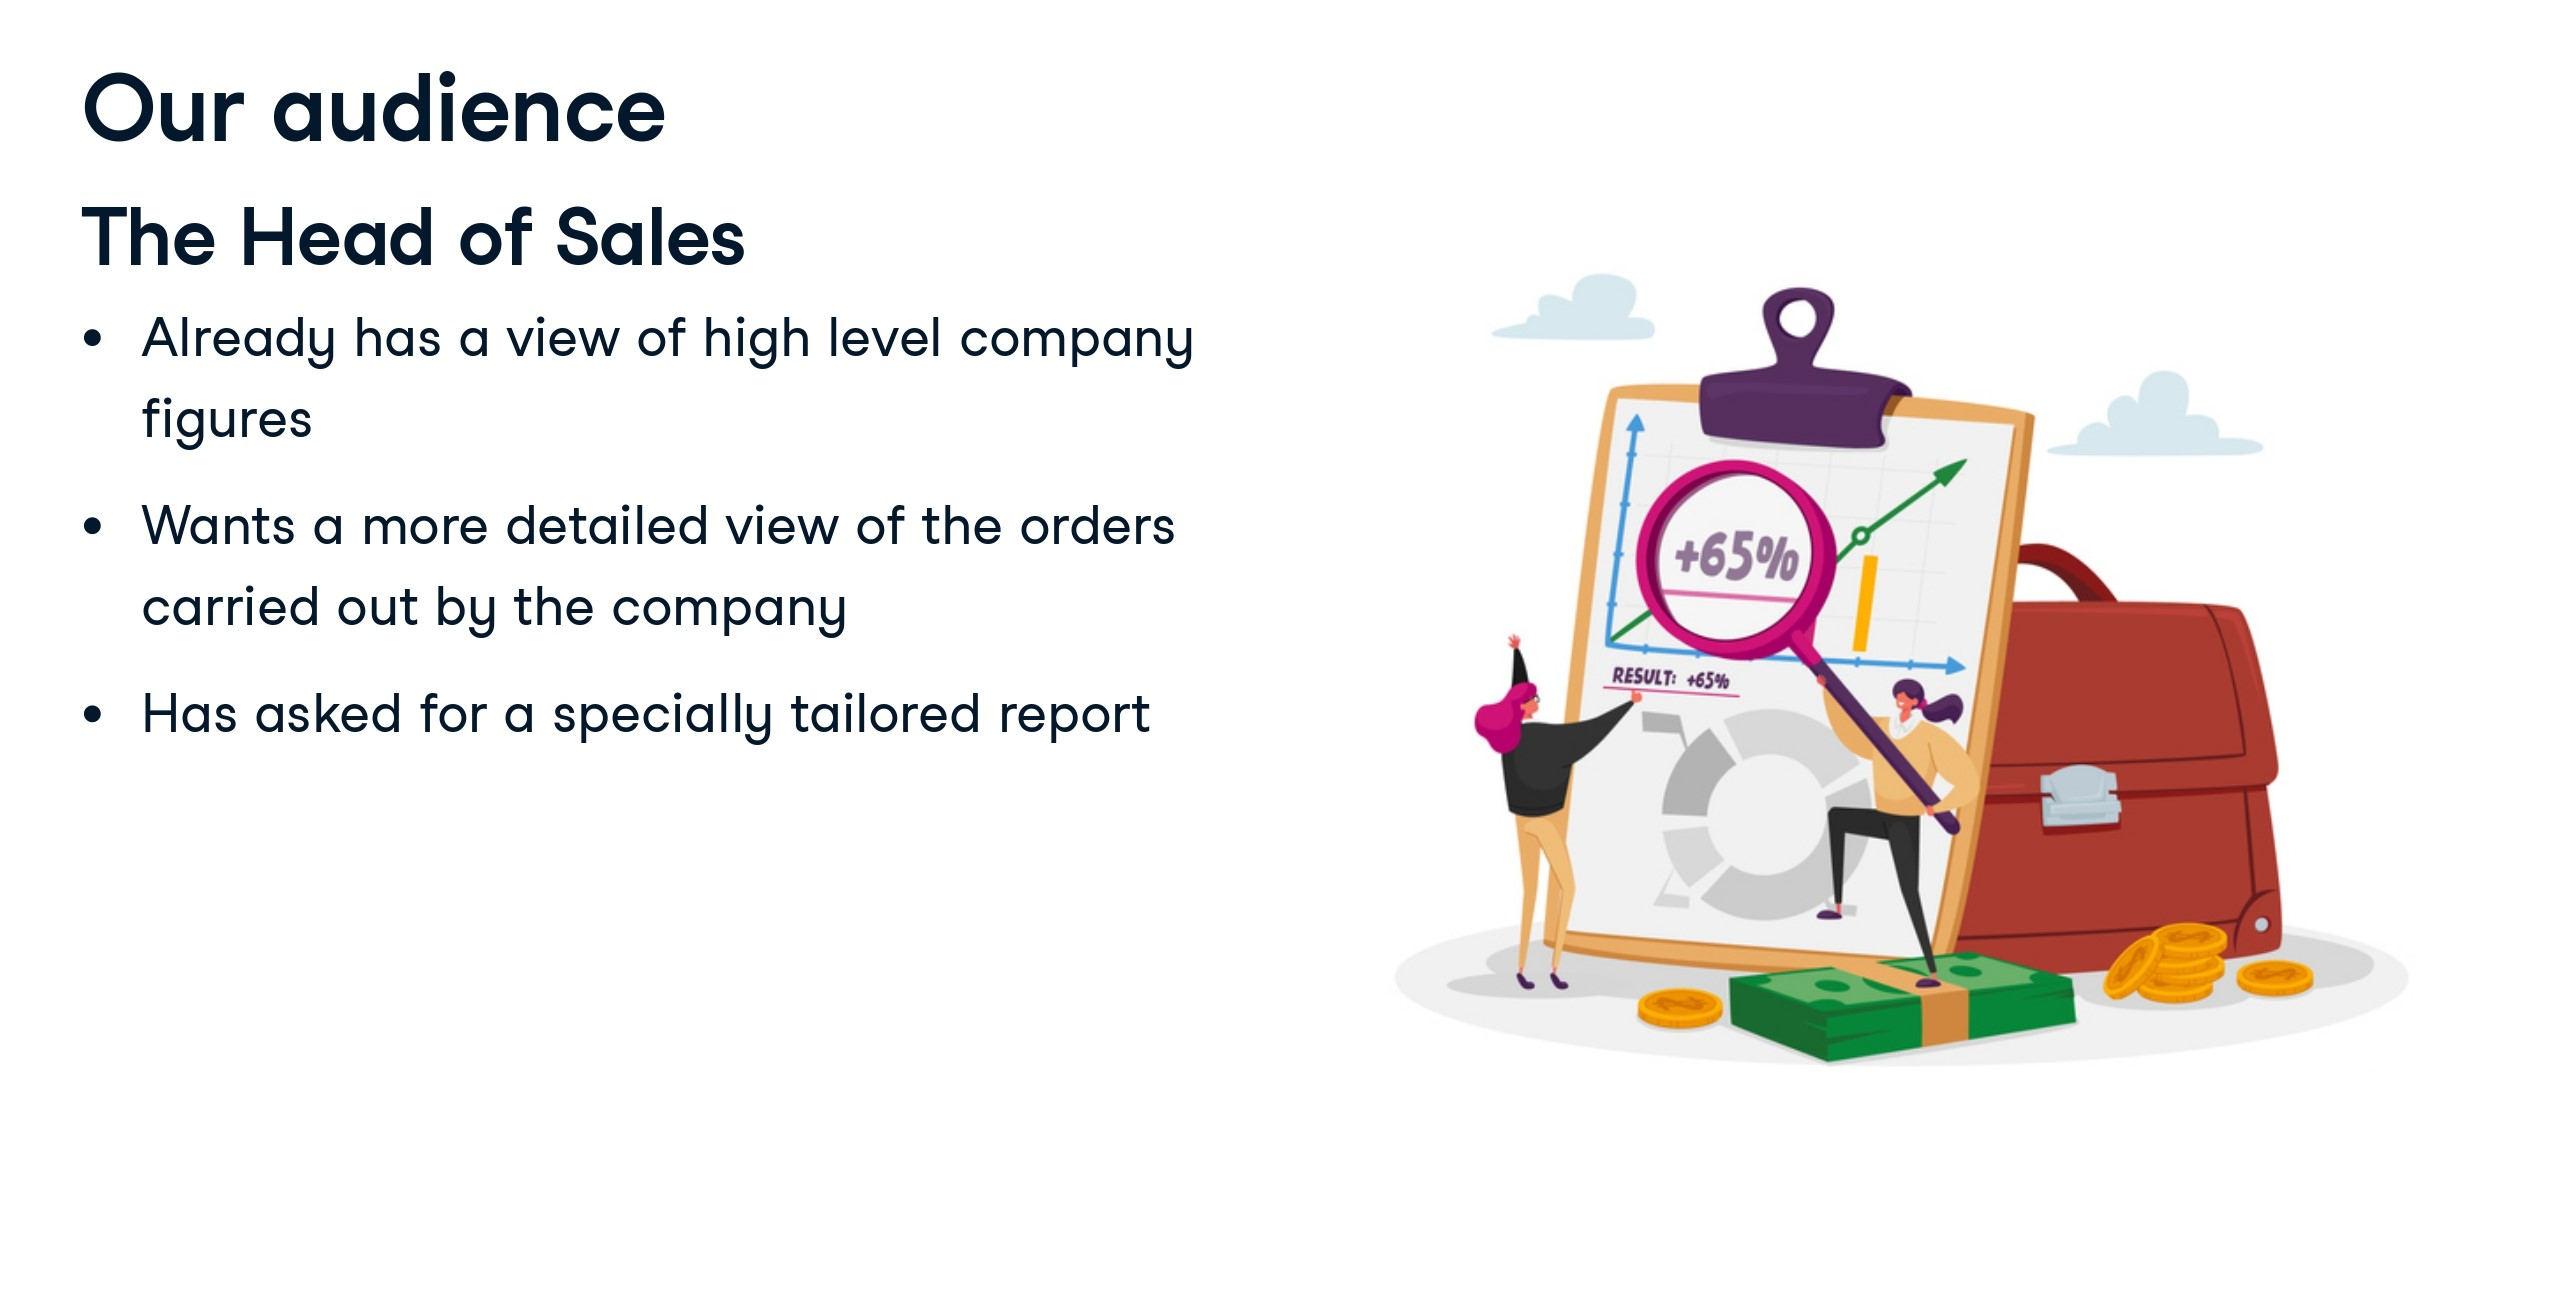 Our audience
The Head of Sales
• Already has a view of high level company
figures
• Wants a more detailed view of the orders
carried out by the company
• Has asked for a specially tailored report
+65%
RESULT: +65%